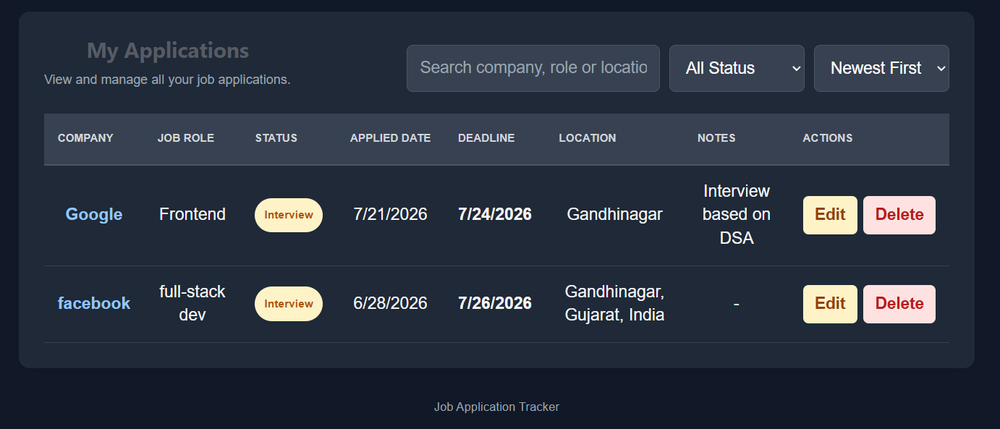 My Applications
View and manage all your job applications.
Search company, role or locatio
All Status
Newest First
COMPANY JOB ROLE STATUS APPLIED DATE DEADLINE LOCATION NOTES ACTIONS
Google Frontend Interview 7/21/2026 7/24/2026 Gandhinagar Interview based on DSA Edit Delete
facebook full-stack dev Interview 6/28/2026 7/26/2026 Gandhinagar, Gujarat, India - Edit Delete
Job Application Tracker